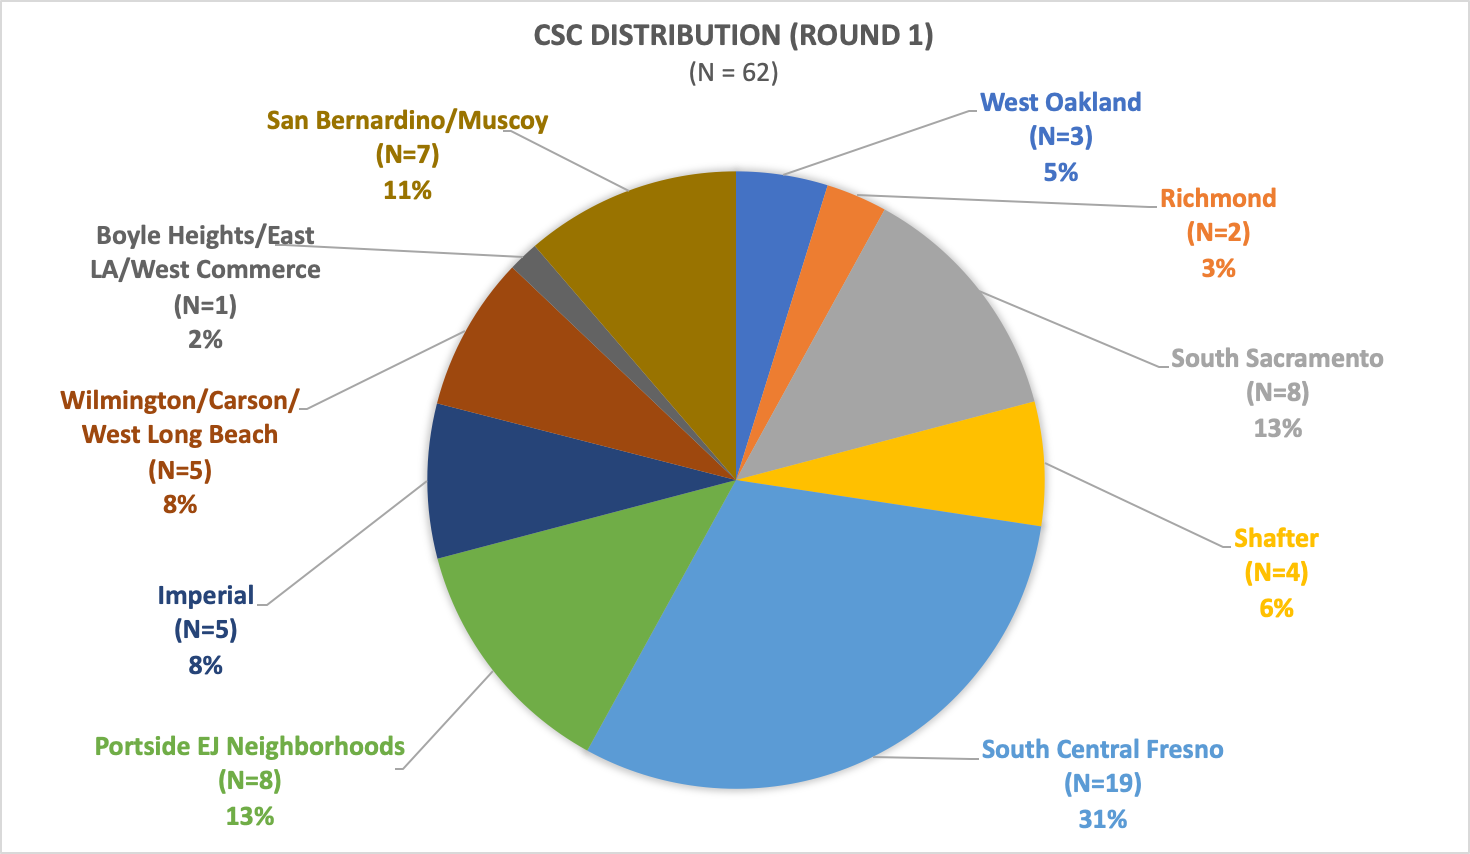 CSC DISTRIBUTION (ROUND 1)
(N = 62)
West Oakland
(N=3)
5%
Richmond
(N=2)
3%
South Sacramento
(N=8)
13%
Shafter
(N=4)
6%
South Central Fresno
(N=19)
31%
Portside EJ Neighborhoods
(N=8)
13%
Imperial
(N=5)
8%
Wilmington/Carson/
West Long Beach
(N=5)
8%
Boyle Heights/East
LA/West Commerce
(N=1)
2%
San Bernardino/Muscoy
(N=7)
11%